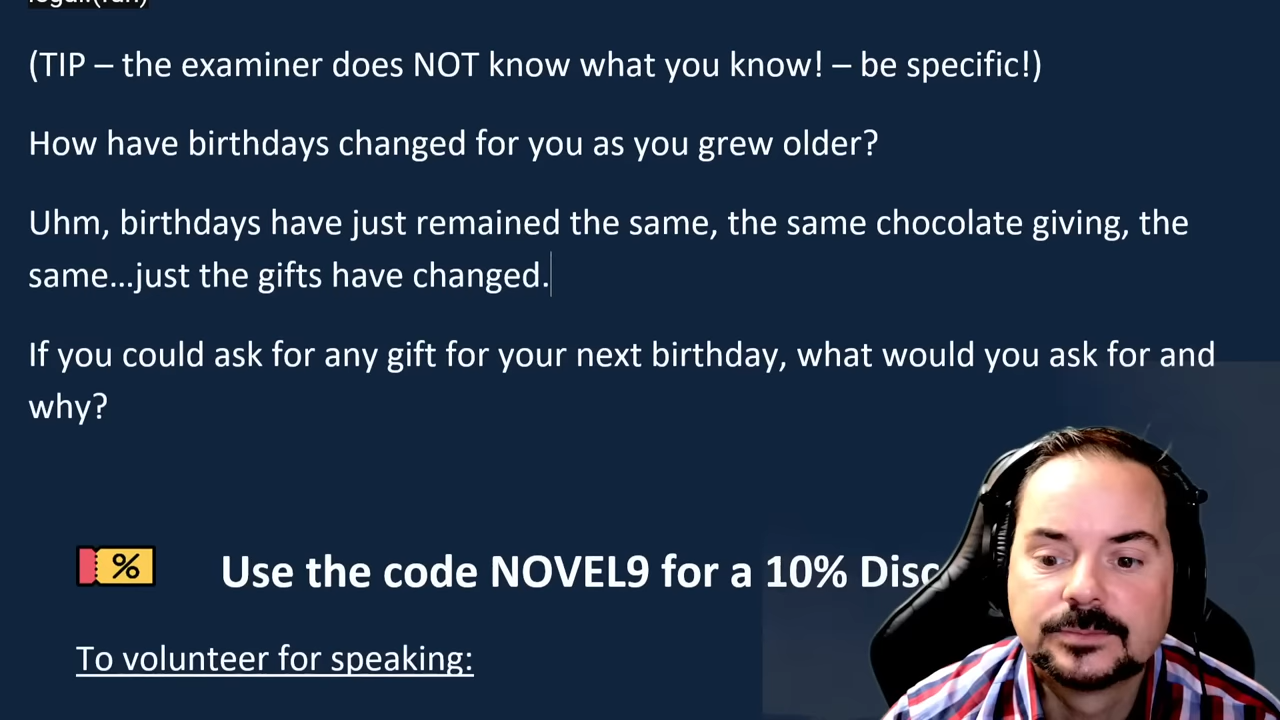 (TIP – the examiner does NOT know what you know! – be specific!)
How have birthdays changed for you as you grew older?
Uhm, birthdays have just remained the same, the same chocolate giving, the
same…just the gifts have changed.
If you could ask for any gift for your next birthday, what would you ask for and
why?
% Use the code NOVEL9 for a 10%
To volunteer for speaking: